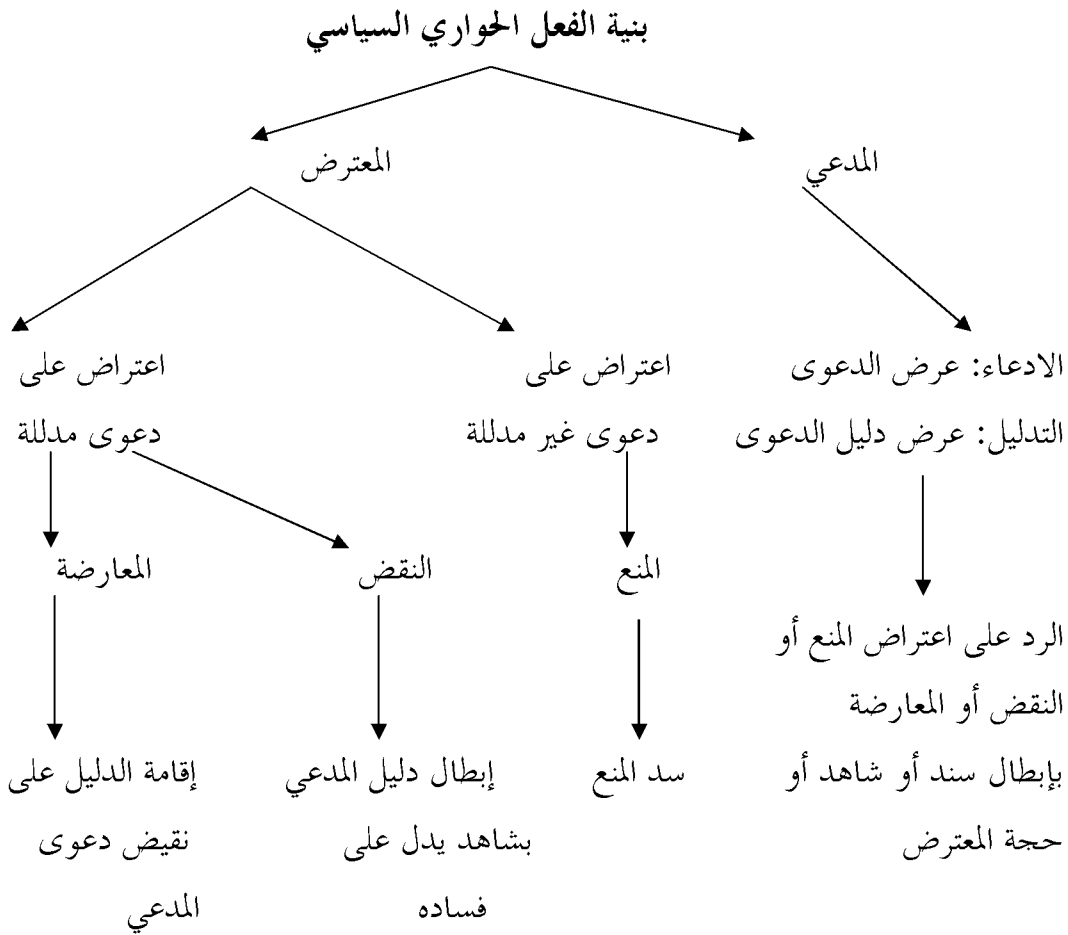 بنية الفعل الحواري السياسي
المدعي
المعترض
الادعاء: عرض الدعوى
التدليل: عرض دليل الدعوى
اعتراض على
دعوى غير مدللة
اعتراض على
دعوى مدللة
المنع
النقض
المعارضة
الرد على اعتراض المنع أو
النقض أو المعارضة
بإبطال سند أو شاهد أو
حجة المعترض
سد المنع
إبطال دليل المدعي
بشاهد يدل على
فساده
إقامة الدليل على
نقيض دعوى
المدعي